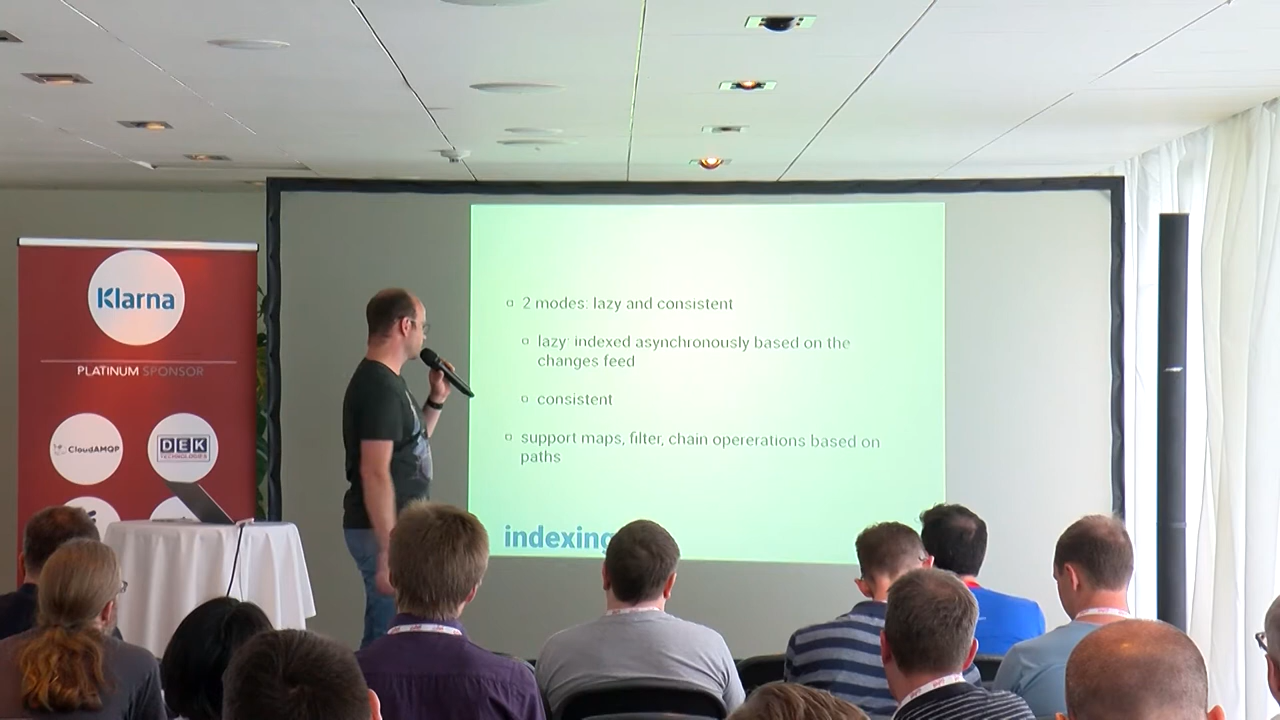 Klarna
PLATINUM SPONSOR
CloudAMQP
DEK
TECHNOLOGIES
2 modes: lazy and consistent
lazy: indexed asynchronously based on the
changes feed
consistent
support maps, filter, chain opererations based on
paths
indexing